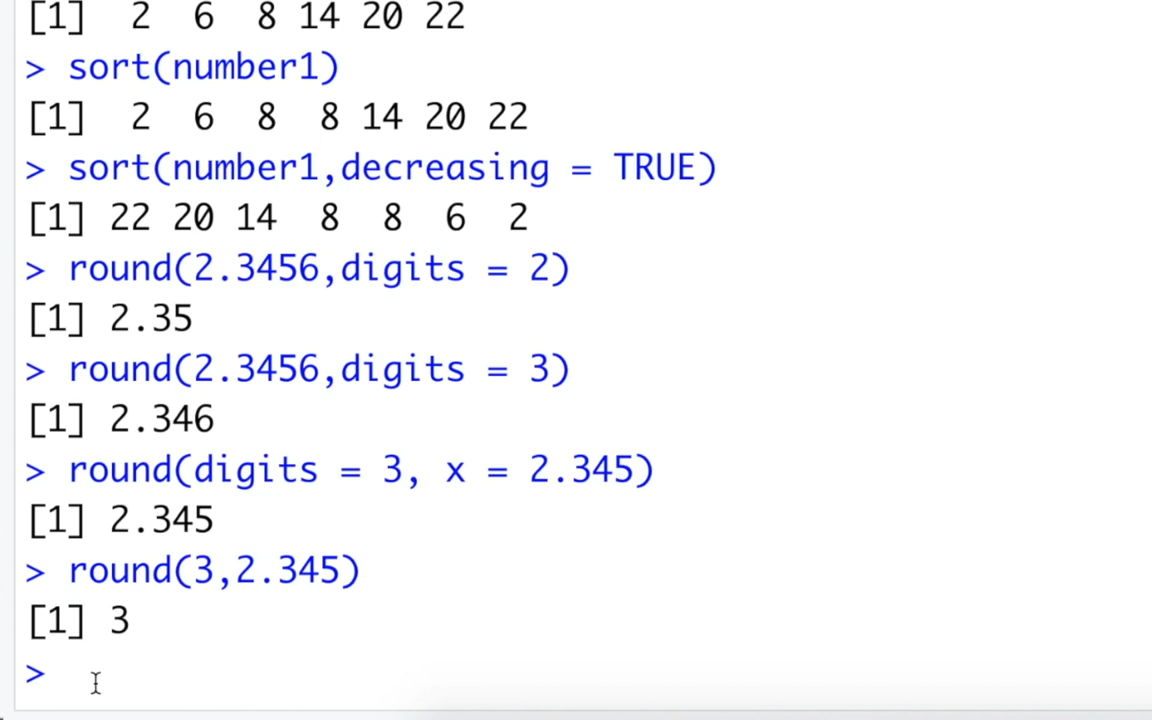 [1]  2  6  8 14 20 22
> sort(number1)
[1]  2  6  8  8 14 20 22
> sort(number1,decreasing = TRUE)
[1] 22 20 14  8  8  6  2
> round(2.3456,digits = 2)
[1] 2.35
> round(2.3456,digits = 3)
[1] 2.346
> round(digits = 3, x = 2.345)
[1] 2.345
> round(3,2.345)
[1] 3
>